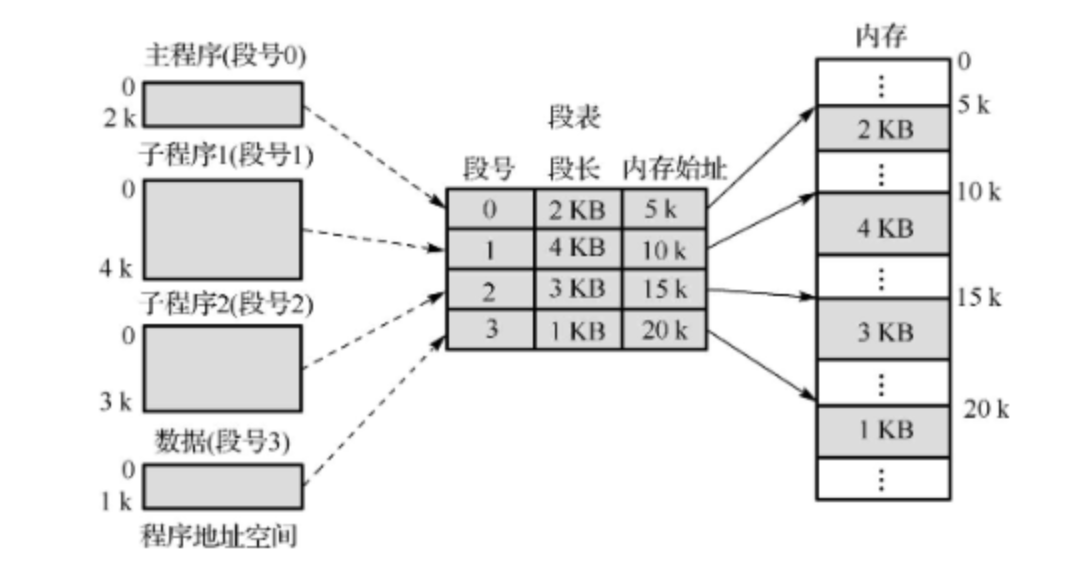 主程序(段号0)
0
2 k
子程序1(段号1)
0
4 k
子程序2(段号2)
0
3 k
数据(段号3)
0
1 k
程序地址空间
段表
段号 段长 内存始址
0 2 KB 5 k
1 4 KB 10 k
2 3 KB 15 k
3 1 KB 20 k
内存
0
⋮
5 k
2 KB
⋮
10 k
4 KB
⋮
15 k
3 KB
⋮
20 k
1 KB
⋮